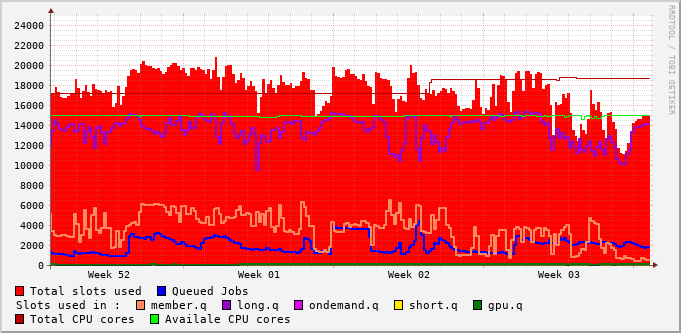 RRDTOOL / TOBI OETIKER
24000
22000
20000
18000
16000
14000
12000
10000
8000
6000
4000
2000
0
Week 52 Week 01 Week 02 Week 03
Total slots used Queued Jobs
Slots used in : member.q long.q ondemand.q short.q gpu.q
Total CPU cores Availale CPU cores